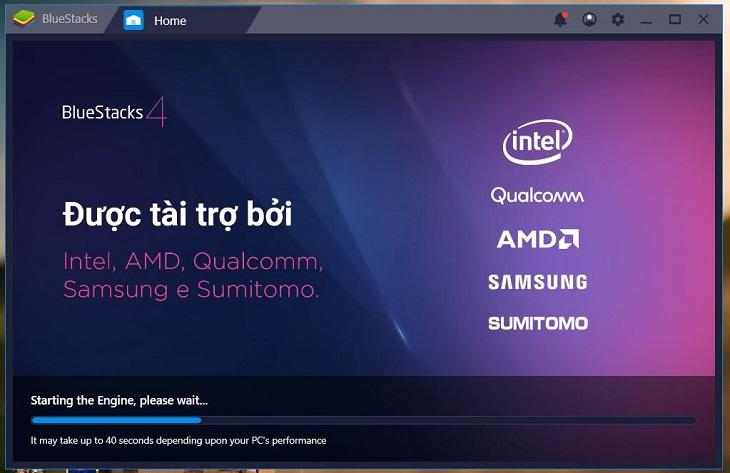 BlueStacks
Home
BlueStacks 4
Được tài trợ bởi
Intel, AMD, Qualcomm,
Samsung e Sumitomo.
intel
Qualcomm
AMD
SAMSUNG
SUMITOMO
Starting the Engine, please wait...
It may take up to 40 seconds depending upon your PC's performance